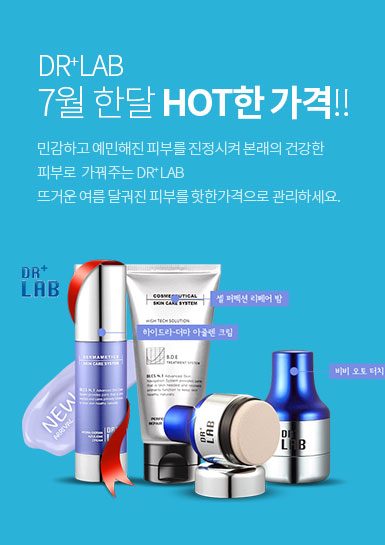 DR+LAB
7월 한달 HOT한 가격!!
민감하고 예민해진 피부를 진정시켜 본래의 건강한
피부로 가꿔주는 DR+LAB
뜨거운 여름 달궈진 피부를 핫한가격으로 관리하세요.
DR+
LAB
COSMECEUTICAL
SKIN CARE SYSTEM
셀 퍼펙션 리페어 밤
HIGH TECH SOLUTION
하이드라-더마 아줄렌 크림
S.D.E
TREATMENT SYSTEM
DERMAMETICS
SKIN CARE SYSTEM
비비 오토 터치
NEW
DR+
LAB
DR+
LAB